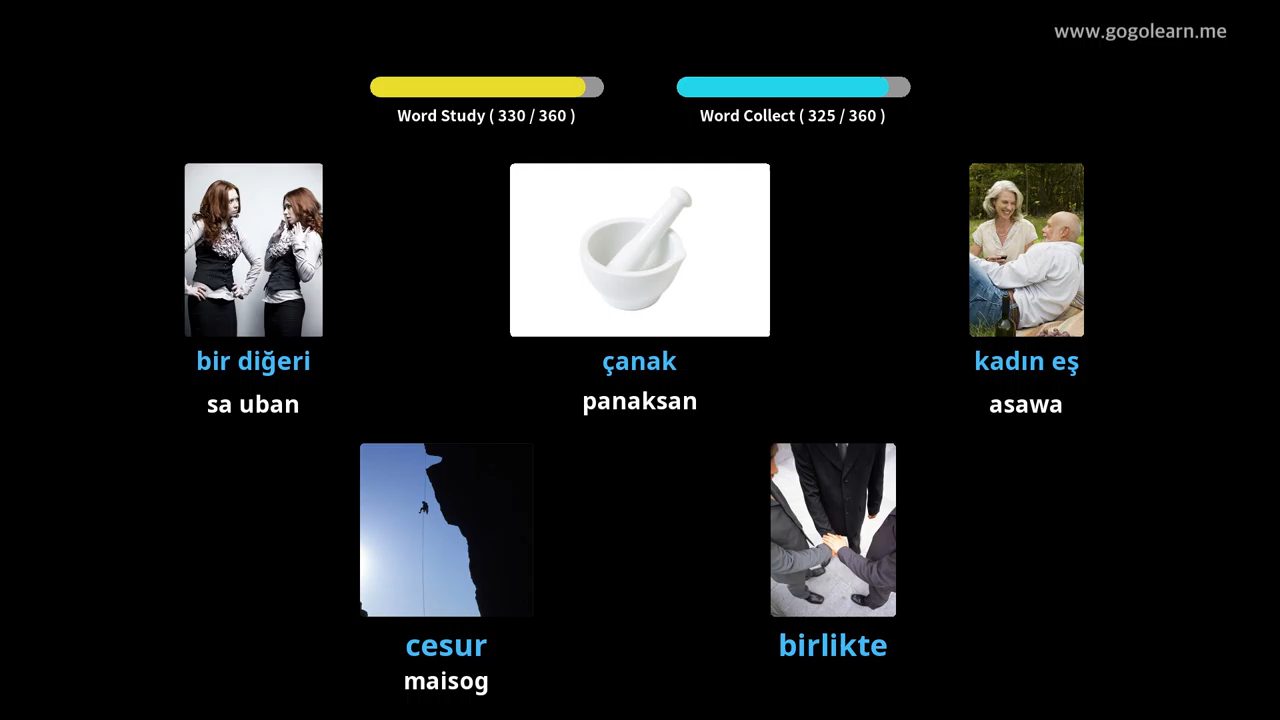 www.gogolearn.me
Word Study ( 330 / 360 )
Word Collect ( 325 / 360 )
bir diğeri
sa uban
çanak
panaksan
kadın eş
asawa
cesur
maisog
birlikte